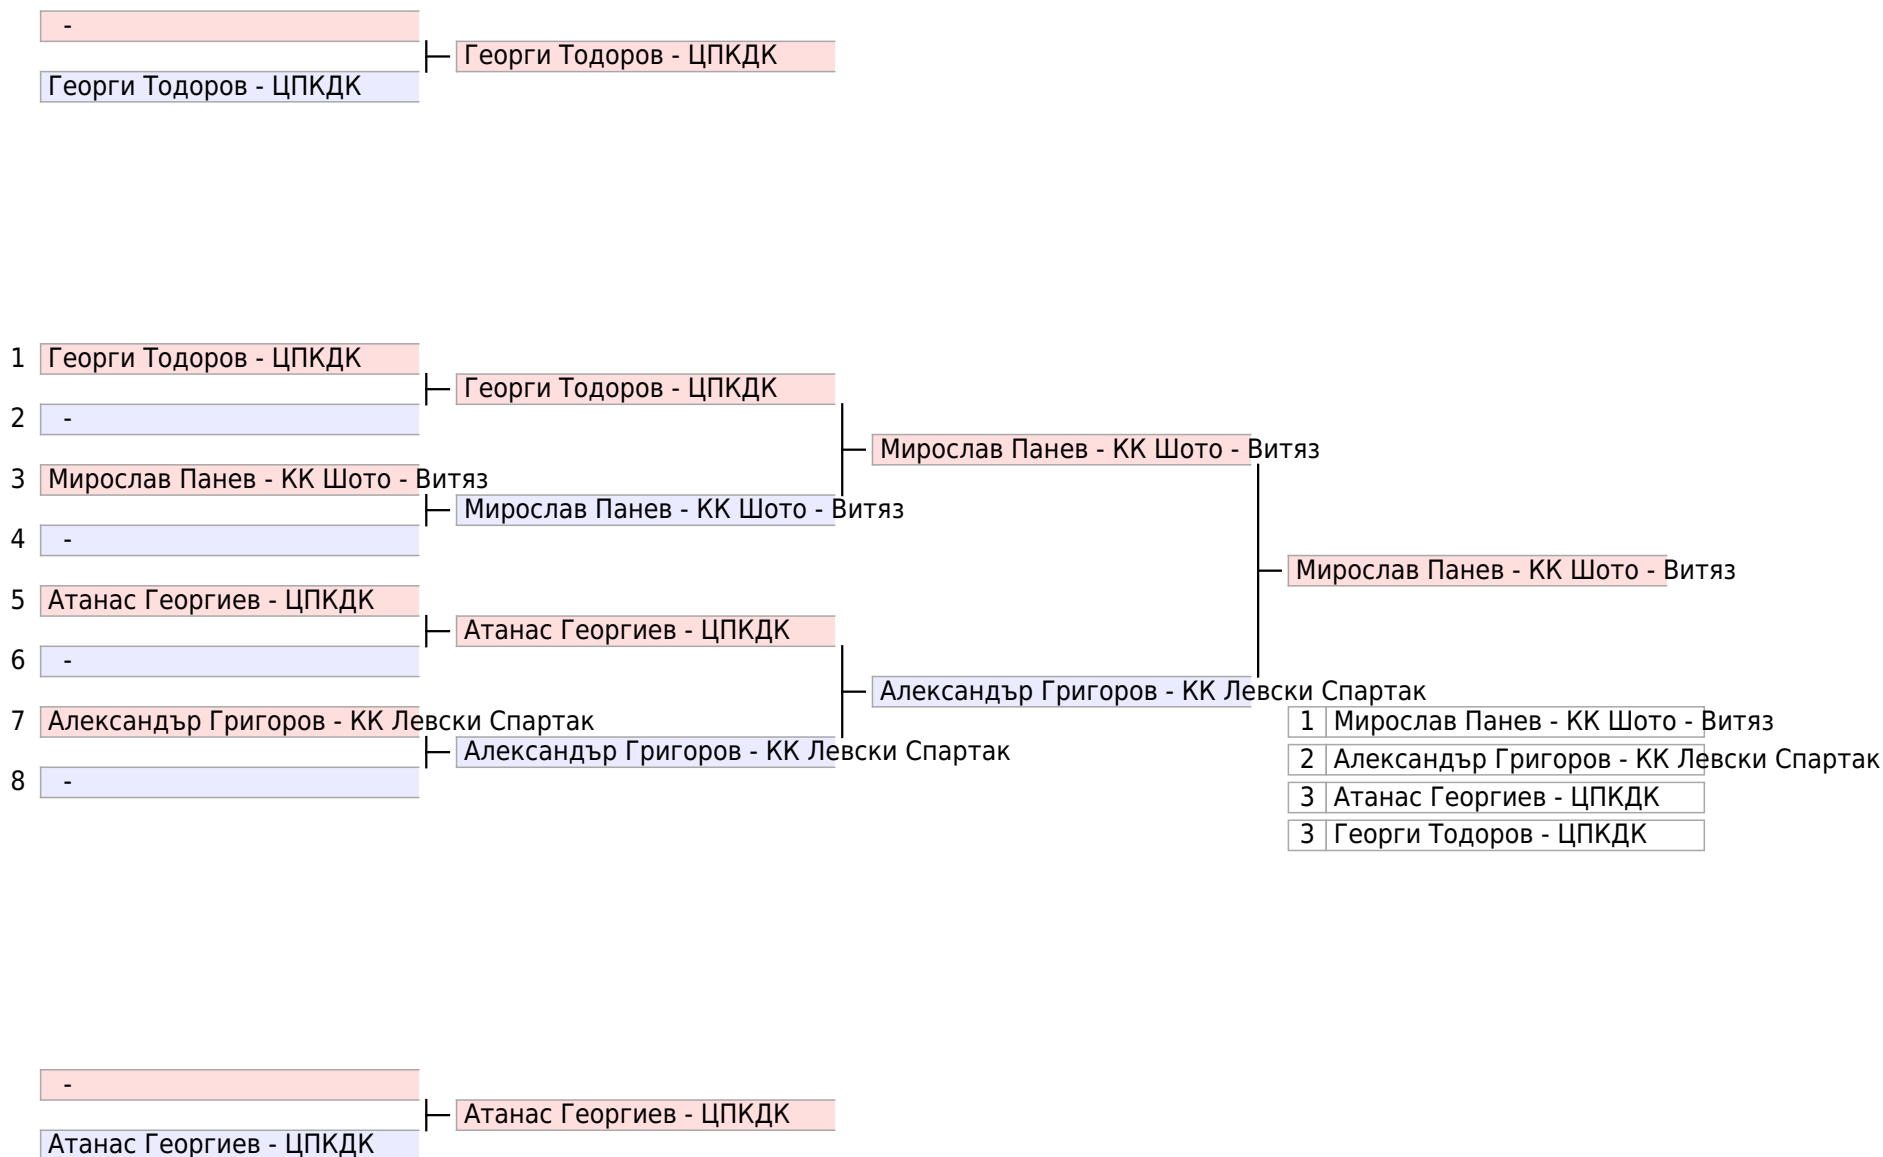 -
Георги Тодоров - ЦПКДК
Георги Тодоров - ЦПКДК
1 Георги Тодоров - ЦПКДК
Георги Тодоров - ЦПКДК
2 -
Мирослав Панев - КК Шото - Витяз
3 Мирослав Панев - КК Шото - Витяз
Мирослав Панев - КК Шото - Витяз
4 -
Мирослав Панев - КК Шото - Витяз
5 Атанас Георгиев - ЦПКДК
Атанас Георгиев - ЦПКДК
6 -
Александър Григоров - КК Левски Спартак
7 Александър Григоров - КК Левски Спартак
1 Мирослав Панев - КК Шото - Витяз
Александър Григоров - КК Левски Спартак
2 Александър Григоров - КК Левски Спартак
8 -
3 Атанас Георгиев - ЦПКДК
3 Георги Тодоров - ЦПКДК
-
Атанас Георгиев - ЦПКДК
Атанас Георгиев - ЦПКДК